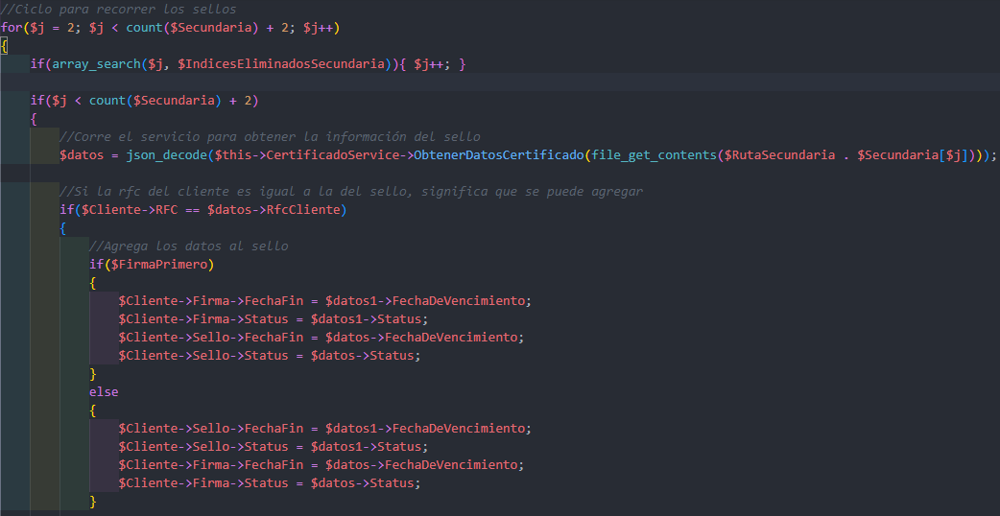 //Ciclo para recorrer los sellos
for($j = 2; $j < count($Secundaria) + 2; $j++)
{
if(array_search($j, $IndicesEliminadosSecundaria)){ $j++; }
if($j < count($Secundaria) + 2)
{
//Corre el servicio para obtener la información del sello
$datos = json_decode($this->CertificadoService->ObtenerDatosCertificado(file_get_contents($RutaSecundaria . $Secundaria[$j])));
//Si la rfc del cliente es igual a la del sello, significa que se puede agregar
if($Cliente->RFC == $datos->RfcCliente)
{
//Agrega los datos al sello
if($FirmaPrimero)
{
$Cliente->Firma->FechaFin = $datos1->FechaDeVencimiento;
$Cliente->Firma->Status = $datos1->Status;
$Cliente->Sello->FechaFin = $datos->FechaDeVencimiento;
$Cliente->Sello->Status = $datos->Status;
}
else
{
$Cliente->Sello->FechaFin = $datos1->FechaDeVencimiento;
$Cliente->Sello->Status = $datos1->Status;
$Cliente->Firma->FechaFin = $datos->FechaDeVencimiento;
$Cliente->Firma->Status = $datos->Status;
}